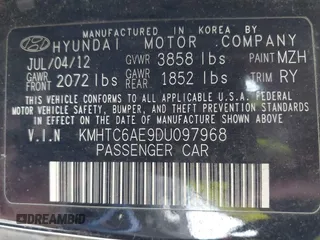 MANUFACTURED IN KOREA BY
HYUNDAI MOTOR COMPANY
JUL/04/12 GVWR 3858 lbs PAINT MZH
GAWR FRONT 2072 lbs GAWR REAR 1852 lbs TRIM RY
THIS VEHICLE CONFORMS TO ALL APPLICABLE U.S.A. FEDERAL
MOTOR VEHICLE SAFETY, BUMPER, AND THEFT PREVENTION STANDARDS
IN EFFECT ON THE DATE OF MANUFACTURE SHOWN ABOVE.
V.I.N KMHTC6AE9DU097968
PASSENGER CAR
DREAMBID